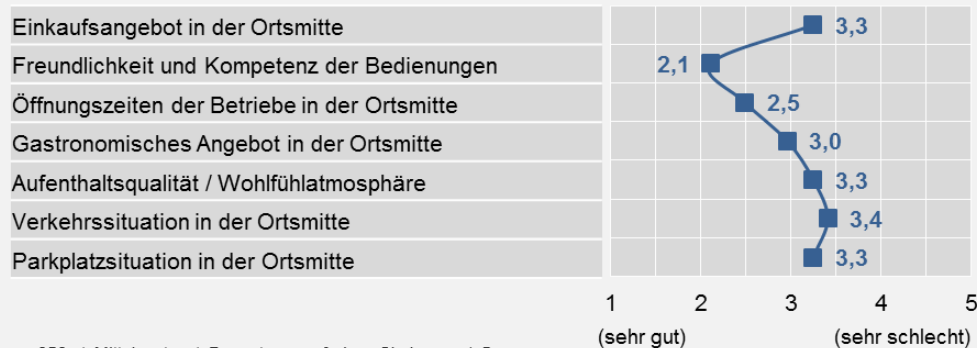 Einkaufsangebot in der Ortsmitte 3,3
Freundlichkeit und Kompetenz der Bedienungen 2,1
Öffnungszeiten der Betriebe in der Ortsmitte 2,5
Gastronomisches Angebot in der Ortsmitte 3,0
Aufenthaltsqualität / Wohlfühlatmosphäre 3,3
Verkehrssituation in der Ortsmitte 3,4
Parkplatzsituation in der Ortsmitte 3,3
1 2 3 4 5
(sehr gut) (sehr schlecht)